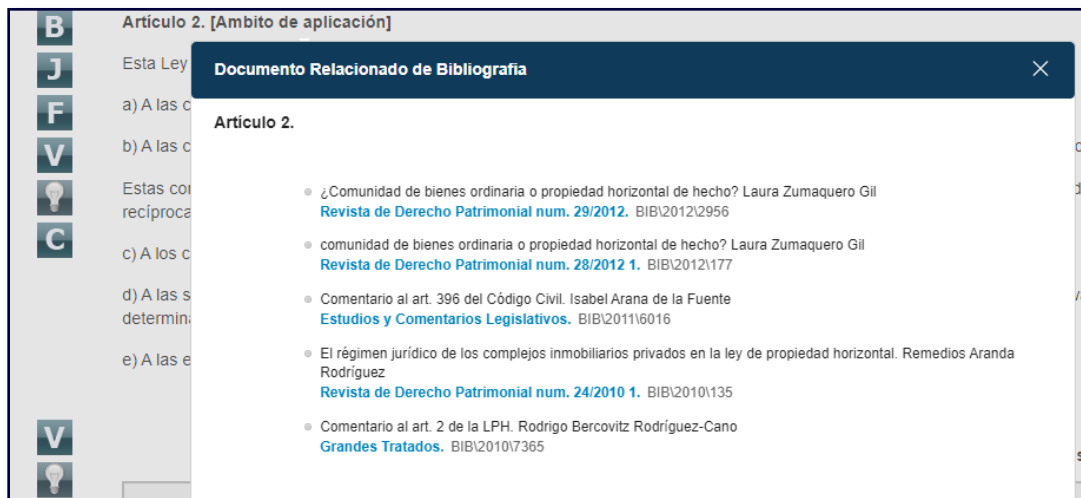 B
Artículo 2. [Ambito de aplicación]
J
Esta Ley
Documento Relacionado de Bibliografia
F
a) A las c
Artículo 2.
V
b) A las c
Estas con
recíproca
¿Comunidad de bienes ordinaria o propiedad horizontal de hecho? Laura Zumaquero Gil
Revista de Derecho Patrimonial num. 29/2012. BIB\2012\2956
C
c) A los c
comunidad de bienes ordinaria o propiedad horizontal de hecho? Laura Zumaquero Gil
Revista de Derecho Patrimonial num. 28/2012 1. BIB\2012\177
d) A las s
determin
Comentario al art. 396 del Código Civil. Isabel Arana de la Fuente
Estudios y Comentarios Legislativos. BIB\2011\6016
e) A las e
El régimen jurídico de los complejos inmobiliarios privados en la ley de propiedad horizontal. Remedios Aranda
Rodríguez
Revista de Derecho Patrimonial num. 24/2010 1. BIB\2010\135
V
Comentario al art. 2 de la LPH. Rodrigo Bercovitz Rodríguez-Cano
Grandes Tratados. BIB\2010\7365